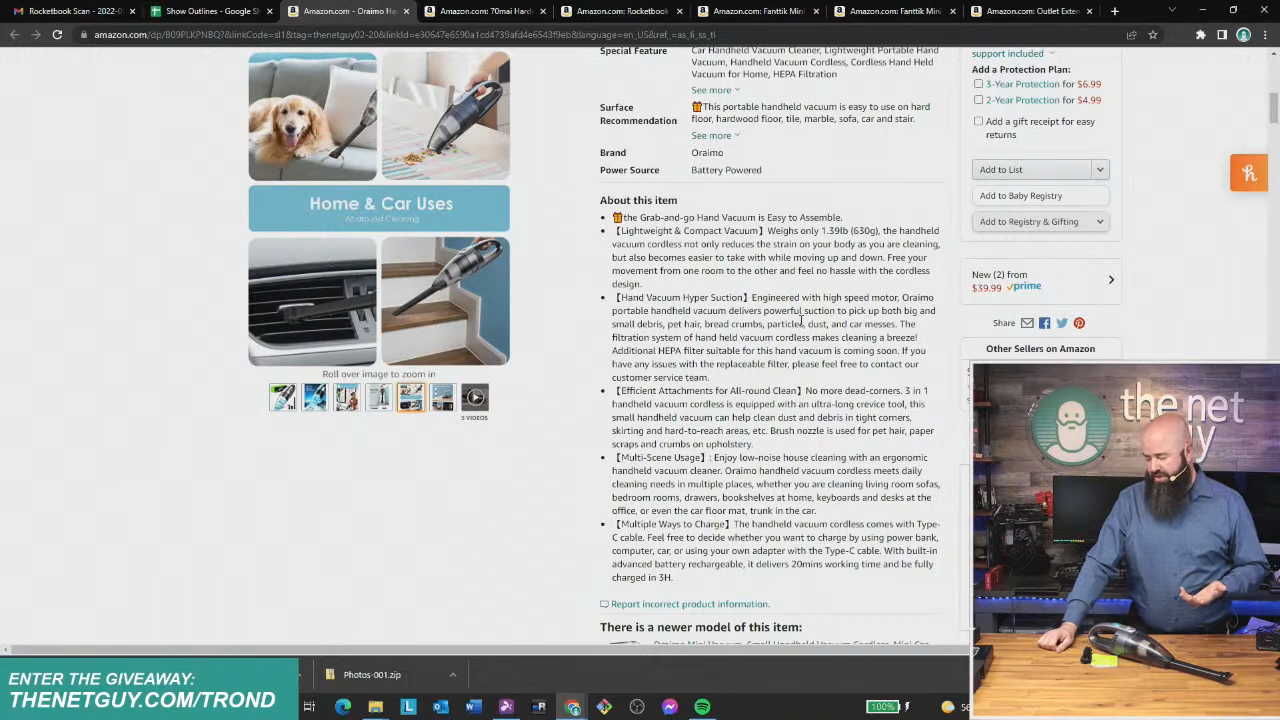 Rocketbook Scan - 2022-
Show Outlines - Google Sh
Amazon.com - Oraimo Han
Amazon.com: 70mai Hard
Amazon.com: Rocketbook
Amazon.com : Fanttik Mini
Amazon.com : Fanttik Mini
Amazon.com: Outlet Exten
amazon.com/dp/B09PLKPNBQ?&linkCode=sl1&tag=thenetguy02-20&linkId=e30ss67e6590a1cd4739afd4e6543f9eb&language=en_US&ref_=as_li_ss_tl
Special Feature
Car Handheld Vacuum Cleaner, Lightweight Portable Hand
Vacuum, Handheld Vacuum Cordless, Cordless Hand Held
Vacuum for Home, HEPA Filtration
See more
Surface
Recommendation
This portable handheld vacuum is easy to use on hard
floor, hardwood floor, tile, marble, sofa, car and stair.
See more
Brand
Oraimo
Power Source
Battery Powered
About this item
the Grab-and-go Hand Vacuum is Easy to Assemble.
【Lightweight & Compact Vacuum】Weighs only 1.39lb (630g), the handheld
vacuum cordless not only reduces the strain on your body as you are cleaning,
but also becomes easier to take with while moving up and down. Free your
movement from one room to the other and feel no hassle with the cordless
design.
【Hand Vacuum Hyper Suction】Engineered with high speed motor, Oraimo
portable handheld vacuum delivers powerful suction to pick up both big and
small debris, pet hair, bread crumbs, particles, dust, and car messes. The
filtration system of hand held vacuum cordless makes cleaning a breeze!
Additional HEPA filter suitable for this hand vacuum is coming soon. If you
have any issues with the replaceable filter, please feel free to contact our
customer service team.
【Efficient Attachments for All-round Clean】No more dead-corners. 3 in 1
handheld vacuum cordless is equipped with an ultra-long crevice tool, this
small handheld vacuum can help clean dust and debris in tight corners,
skirting and hard-to-reach areas, etc. Brush nozzle is used for pet hair, paper
scraps and crumbs on upholstery.
【Multi-Scene Usage】: Enjoy low-noise house cleaning with an ergonomic
handheld vacuum cleaner. Oraimo handheld vacuum cordless meets daily
cleaning needs in multiple places, whether you are cleaning living room sofas,
bedroom rooms, drawers, bookshelves at home, keyboards and desks at the
office, or even the car floor mat, trunk in the car.
【Multiple Ways to Charge】The handheld vacuum cordless comes with Type-
C cable. Feel free to decide whether you want to charge by using power bank,
computer, car, or using your own adapter with the Type-C cable. With built-in
advanced battery rechargeable, it delivers 20mins working time and be fully
charged in 3H.
Report incorrect product information.
There is a newer model of this item:
Home & Car Uses
All around Cleaning
Roll over image to zoom in
5 VIDEOS
support included
Add a Protection Plan:
3-Year Protection for $6.99
2-Year Protection for $4.99
Add a gift receipt for easy
returns
Add to List
Add to Baby Registry
Add to Registry & Gifting
New (2) from
$39.99 prime
Share
Other Sellers on Amazon
the net
guy
ENTER THE GIVEAWAY:
THENETGUY.COM/TROND
Photos-001.zip
100%